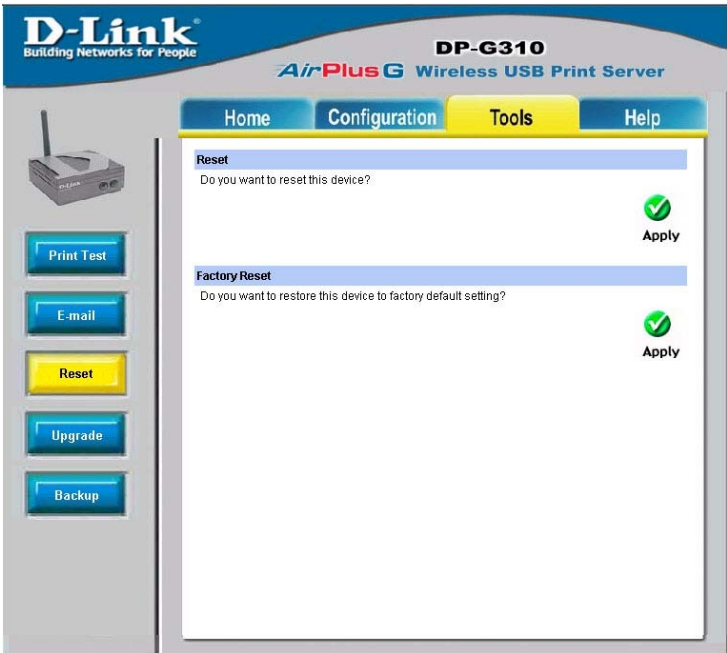 D-Link
Building Networks for People
DP-G310
AirPlus G Wireless USB Print Server
Home
Configuration
Tools
Help
D-Link
Print Test
E-mail
Reset
Upgrade
Backup
Reset
Do you want to reset this device?
Apply
Factory Reset
Do you want to restore this device to factory default setting?
Apply